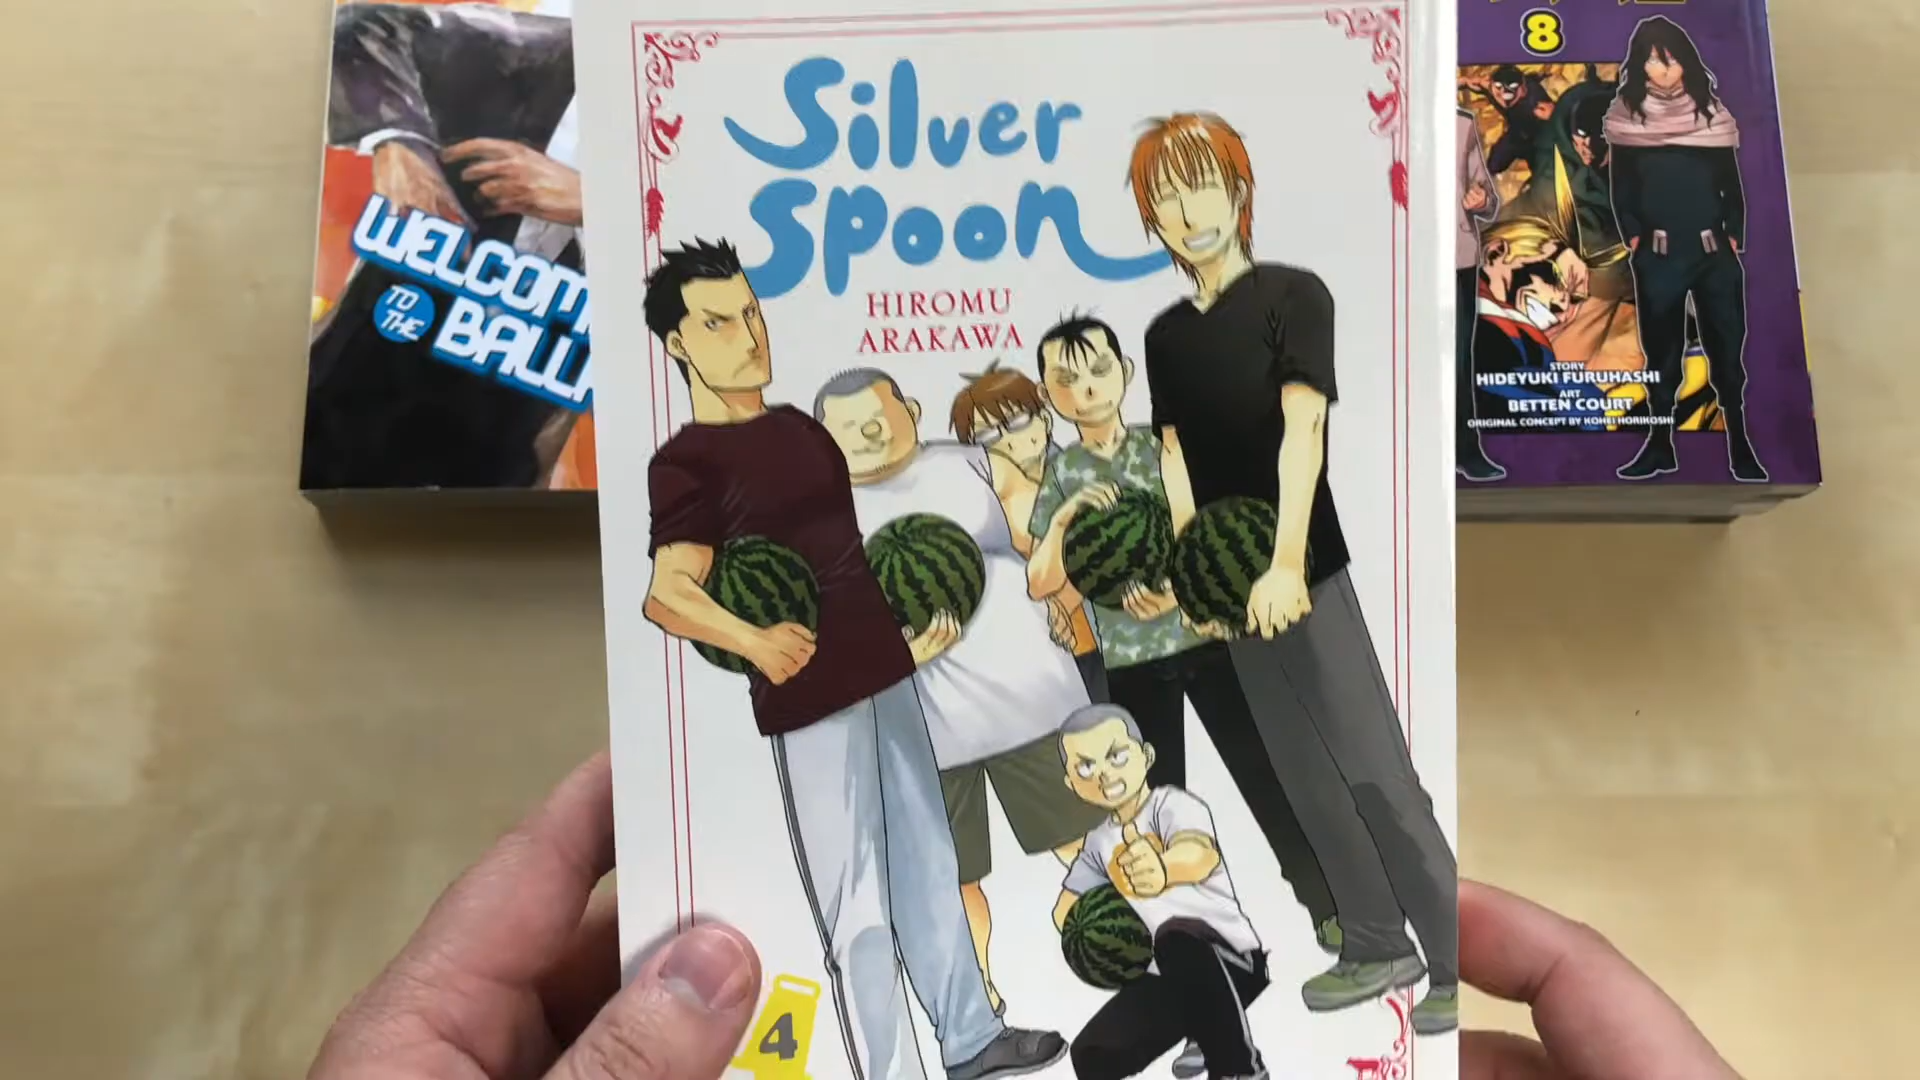 WELCOM
TO
THE
BALL
Silver
Spoon
HIROMU
ARAKAWA
4
8
STORY
HIDEYUKI FURUHASHI
ART
BETTEN COURT
ORIGINAL CONCEPT BY KOHEI HORIKOSHI